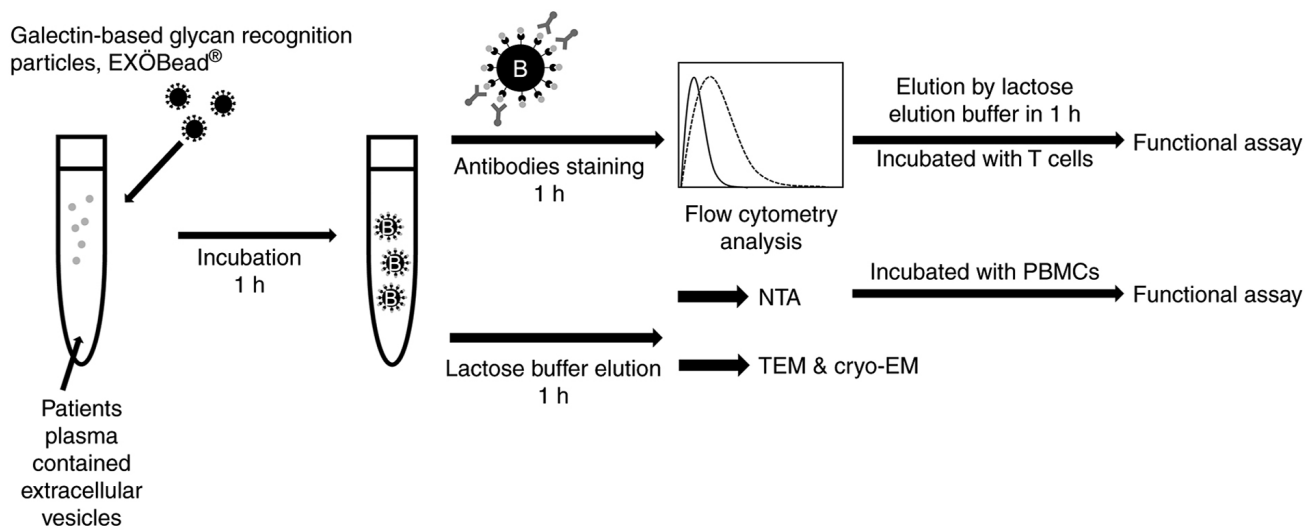 Galectin-based glycan recognition
particles, EXÖBead®
B
Antibodies staining
1 h
Flow cytometry
analysis
Elution by lactose
elution buffer in 1 h
Incubated with T cells
Functional assay
Incubation
1 h
B
B
B
Lactose buffer elution
1 h
NTA
TEM & cryo-EM
Incubated with PBMCs
Functional assay
Patients
plasma
contained
extracellular
vesicles